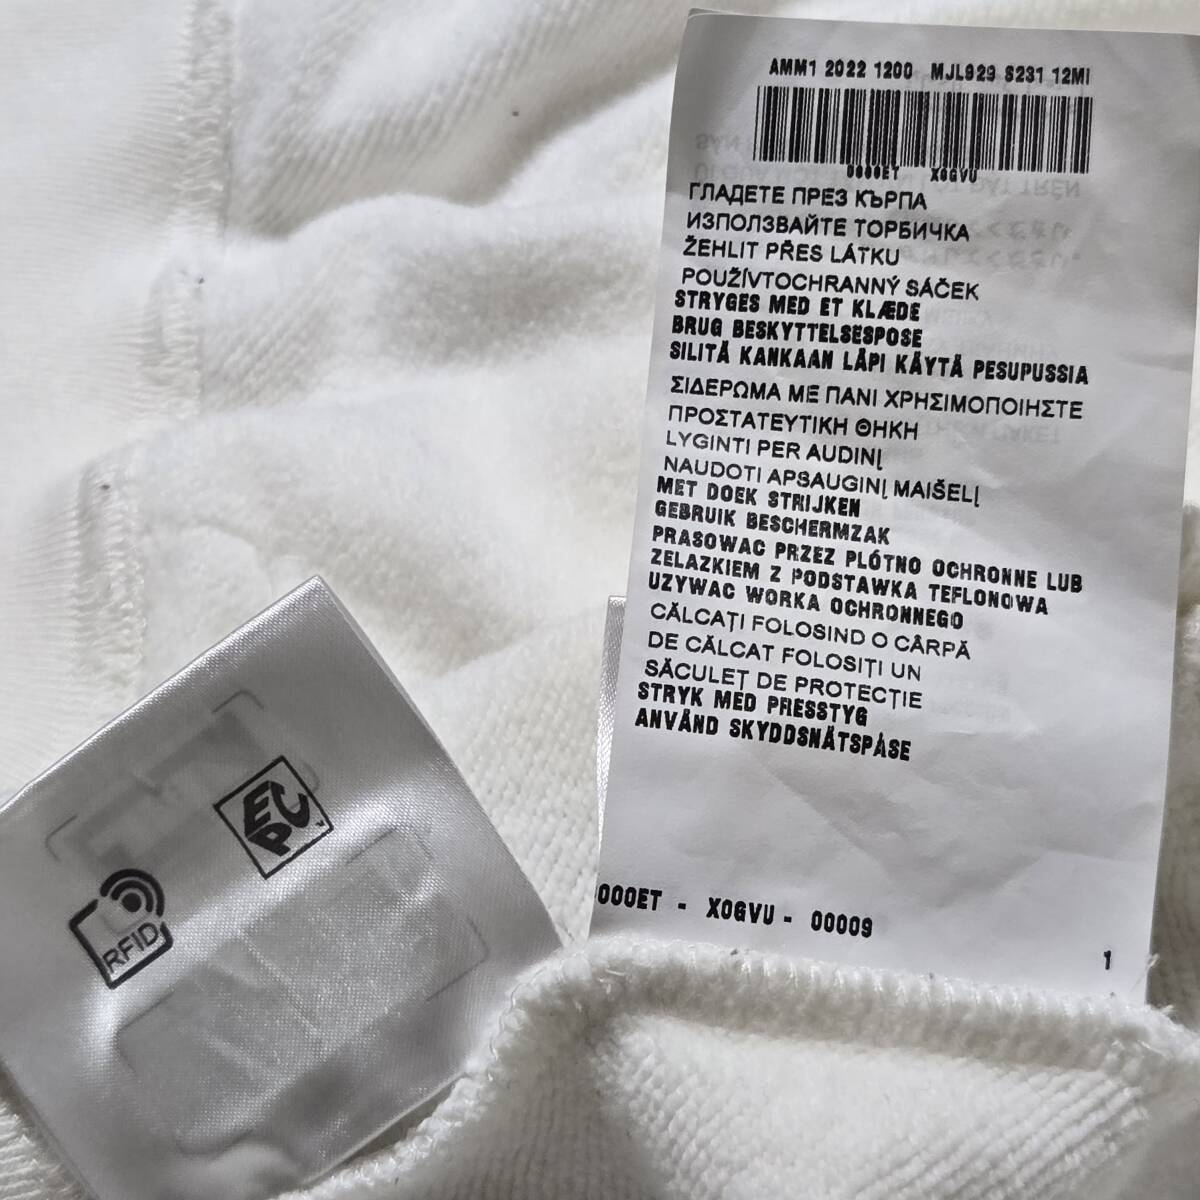 AMM1 2022 1200 MJL929 S231 12MI
0000ET X0GVU
ГЛАДЕТЕ ПРЕЗ КЪРПА
ИЗПОЛЗВАЙТЕ ТОРБИЧКА
ŽEHLIT PŘES LÁTKU
POUŽÍVTOCHRANNÝ SÁČEK
STRYGES MED ET KLÆDE
BRUG BESKYTTELSESPOSE
SILITÄ KANKAAN LÄPI KÄYTÄ PESUPUSSIA
ΣΙΔΕΡΩΜΑ ΜΕ ΠΑΝΙ ΧΡΗΣΙΜΟΠΟΙΗΣΤΕ
ΠΡΟΣΤΑΤΕΥΤΙΚΗ ΘΗΚΗ
LYGINTI PER AUDINĮ
NAUDOTI APSAUGINĮ MAIŠELĮ
MET DOEK STRIJKEN
GEBRUIK BESCHERMZAK
PRASOWAC PRZEZ PLÓTNO OCHRONNE LUB
ZELAZKIEM Z PODSTAWKA TEFLONOWA
UZYWAC WORKA OCHRONNEGO
CĂLCAȚI FOLOSIND O CÂRPĂ
DE CĂLCAT FOLOSIȚI UN
SĂCULEȚ DE PROTECȚIE
STRYK MED PRESSTYG
ANVÄND SKYDDSNÄTSPÅSE
000ET - X0GVU - 00009
1
EPC
RFID